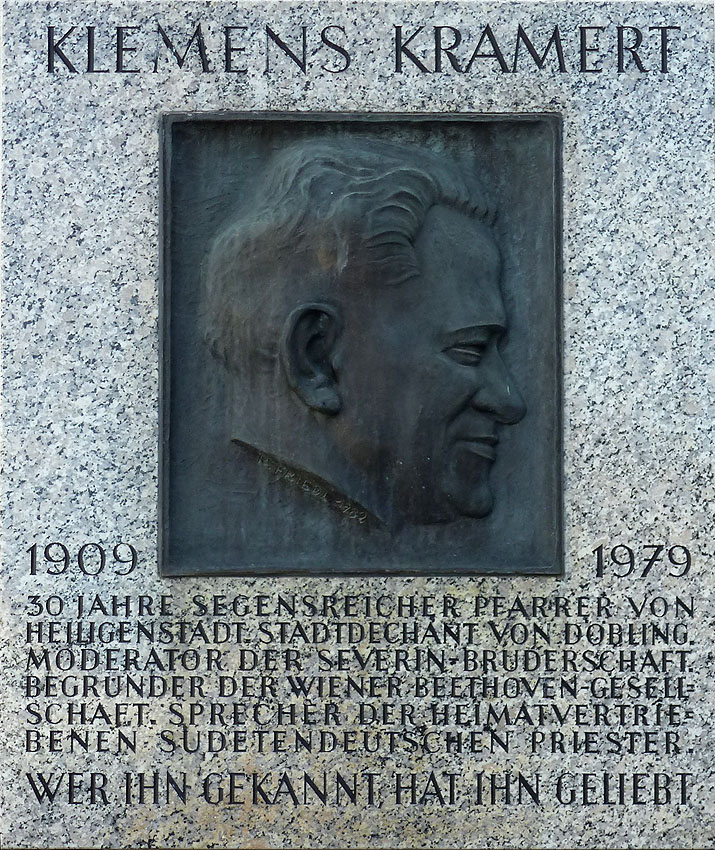 KLEMENS KRAMERT
1909 1979
30 JAHRE SEGENSREICHER PFARRER VON
HEILIGENSTADT. STADTDECHANT VON DÖBLING.
MODERATOR DER SEVERIN-BRUDERSCHAFT.
BEGRÜNDER DER WIENER-BEETHOVEN-GESELL-
SCHAFT. SPRECHER DER HEIMATVERTRIE-
BENEN SUDETENDEUTSCHEN PRIESTER.
WER IHN GEKANNT, HAT IHN GELIEBT